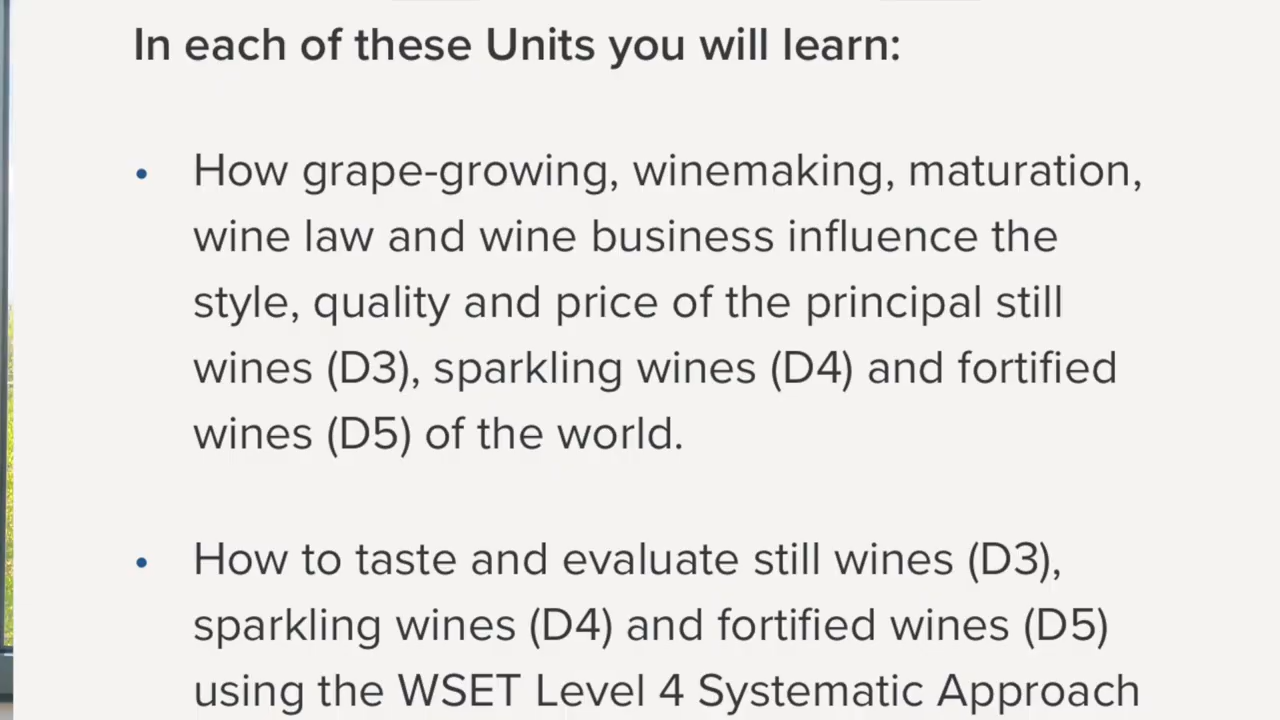 In each of these Units you will learn:
• How grape-growing, winemaking, maturation,
wine law and wine business influence the
style, quality and price of the principal still
wines (D3), sparkling wines (D4) and fortified
wines (D5) of the world.
• How to taste and evaluate still wines (D3),
sparkling wines (D4) and fortified wines (D5)
using the WSET Level 4 Systematic Approach